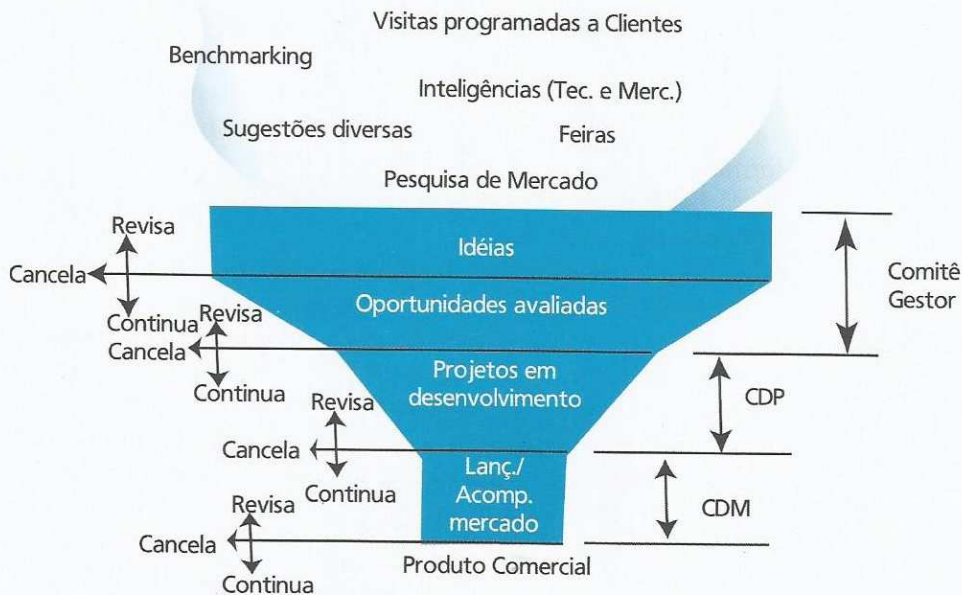 Visitas programadas a Clientes
Benchmarking
Inteligências (Tec. e Merc.)
Sugestões diversas
Feiras
Pesquisa de Mercado
Revisa
Idéias
Cancela
Comitê
Gestor
Oportunidades avaliadas
Continua
Revisa
Cancela
Projetos em
desenvolvimento
Continua
Revisa
CDP
Cancela
Lanç./
Acomp.
mercado
Continua
Revisa
CDM
Cancela
Produto Comercial
Continua